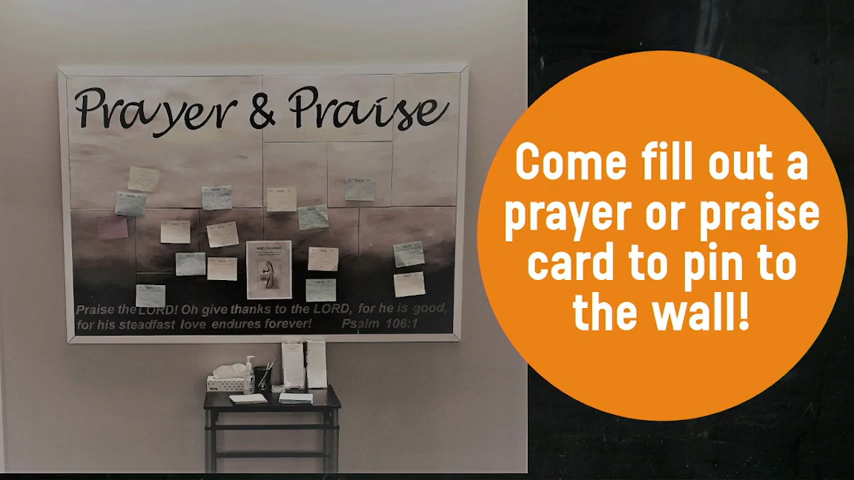 Prayer & Praise
Praise the LORD! Oh give thanks to the LORD, for he is good,
for his steadfast love endures forever! Psalm 106:1
Come fill out a
prayer or praise
card to pin to
the wall!